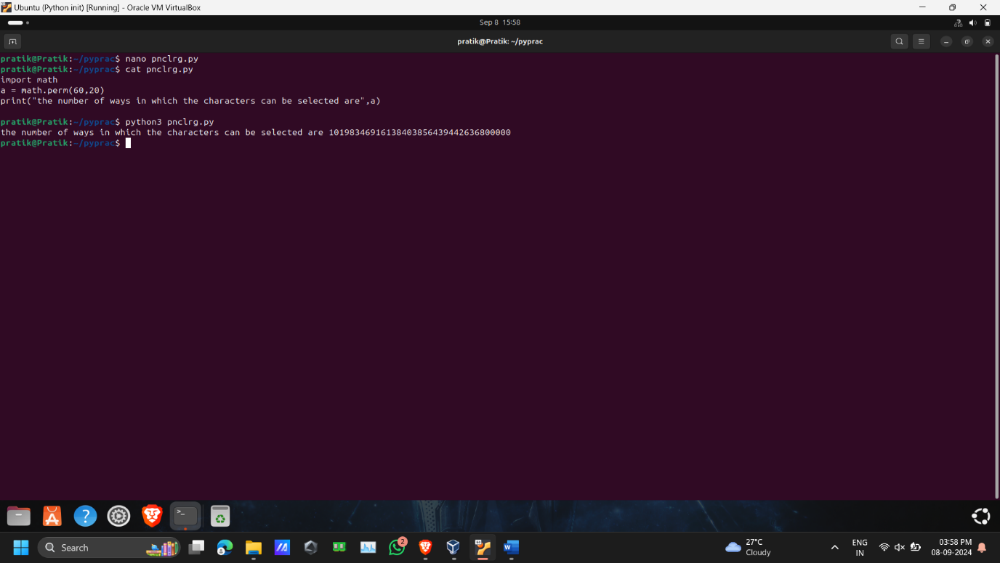 Ubuntu (Python init) [Running] - Oracle VM VirtualBox
Sep 8 15:58
pratik@Pratik: ~/pyprac
pratik@Pratik:~/pyprac$ nano pnclrg.py
pratik@Pratik:~/pyprac$ cat pnclrg.py
import math
a = math.perm(60,20)
print("the number of ways in which the characters can be selected are",a)
pratik@Pratik:~/pyprac$ python3 pnclrg.py
the number of ways in which the characters can be selected are 10198346916138403856439442636800000
pratik@Pratik:~/pyprac$
Search
2
27°C
Cloudy
ENG
IN
03:58 PM
08-09-2024